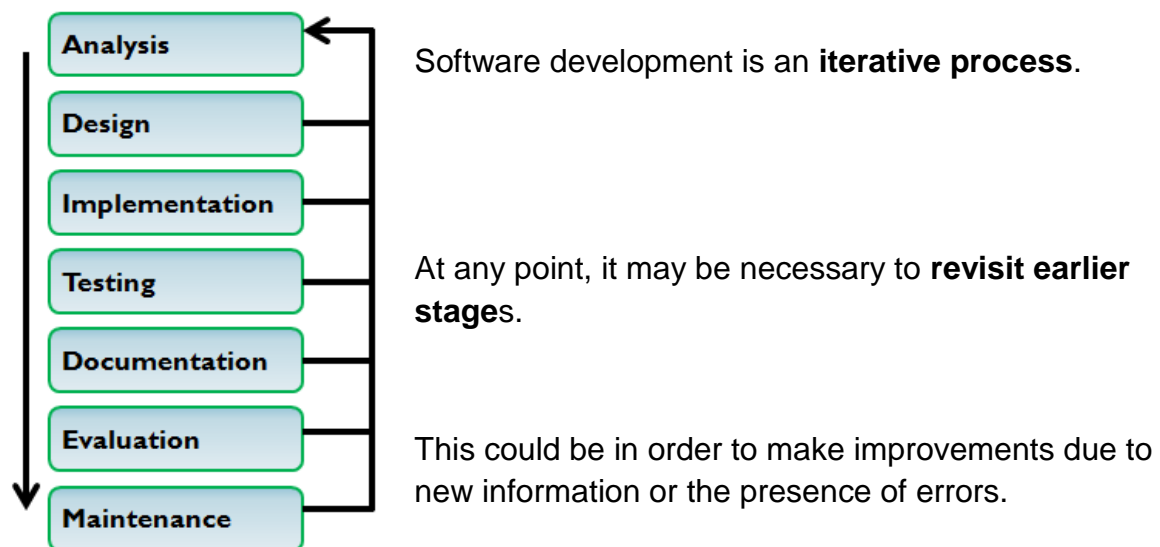 Analysis
Design
Implementation
Testing
Documentation
Evaluation
Maintenance
Software development is an iterative process.
At any point, it may be necessary to revisit earlier
stages.
This could be in order to make improvements due to
new information or the presence of errors.